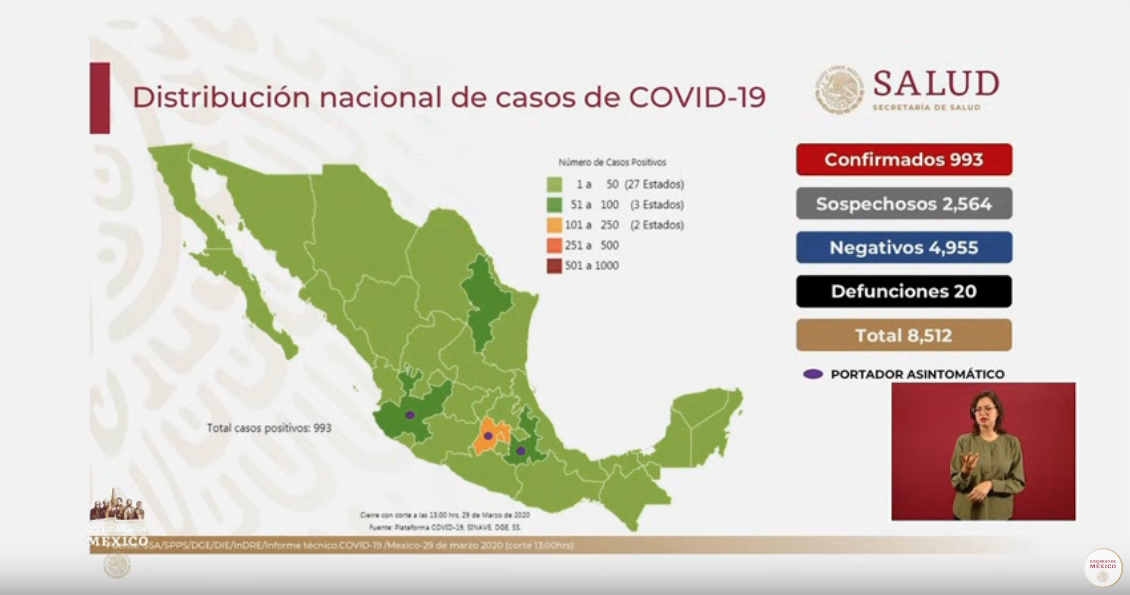 Distribución nacional de casos de COVID-19
SALUD
SECRETARÍA DE SALUD
Número de Casos Positivos
1 a 50 (27 Estados)
51 a 100 (3 Estados)
101 a 250 (2 Estados)
251 a 500
501 a 1000
Confirmados 993
Sospechosos 2,564
Negativos 4,955
Defunciones 20
Total 8,512
PORTADOR ASINTOMÁTICO
Total casos positivos: 993
Cierre con corte a las 13:00 hrs, 29 de Marzo de 2020
Fuente: Plataforma COVID-19, SINAVE, DGE, SS.
MÉXICO
SSA/SPPS/DGE/DIE/InDRE/Informe técnico.COVID-19 /México-29 de marzo 2020 (corte 13:00hrs)
MÉXICO